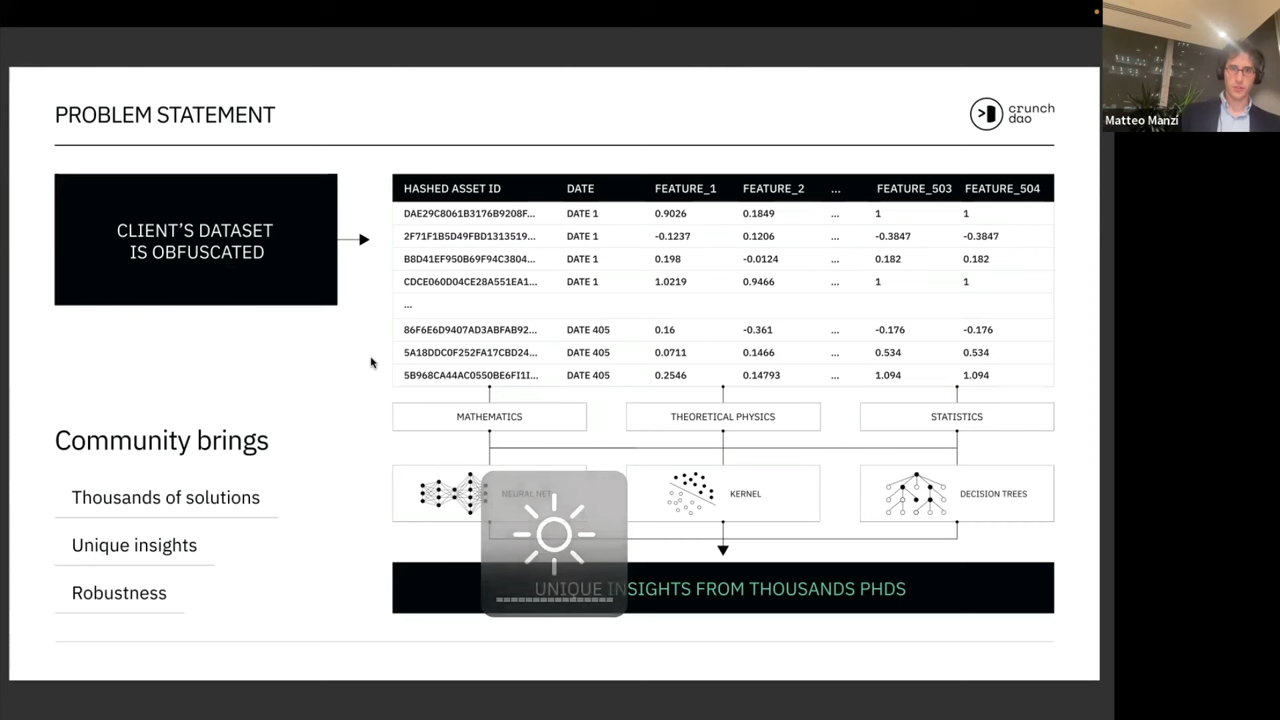 PROBLEM STATEMENT
crunch
dao
Matteo Manzi
CLIENT'S DATASET
IS OBFUSCATED
HASHED ASSET ID DATE FEATURE_1 FEATURE_2 ... FEATURE_503 FEATURE_504
DAE29C8061B3176B9208F... DATE 1 0.9026 0.1849 ... 1 1
2F71F1B5D49FBD1313519... DATE 1 -0.1237 0.1206 ... -0.3847 -0.3847
B8D41EF950B69F94C3804... DATE 1 0.198 -0.0124 ... 0.182 0.182
CDCE060D04CE28A551EA1... DATE 1 1.0219 0.9466 ... 1 1
...
86F6E6D9407AD3ABFAB92... DATE 405 0.16 -0.361 ... -0.176 -0.176
5A18DDC0F252FA17CBD24... DATE 405 0.0711 0.1466 ... 0.534 0.534
5B968CA44AC0550BE6FI1I... DATE 405 0.2546 0.14793 ... 1.094 1.094
MATHEMATICS THEORETICAL PHYSICS STATISTICS
NEURAL NET KERNEL DECISION TREES
UNIQUE INSIGHTS FROM THOUSANDS PHDS
Community brings
Thousands of solutions
Unique insights
Robustness